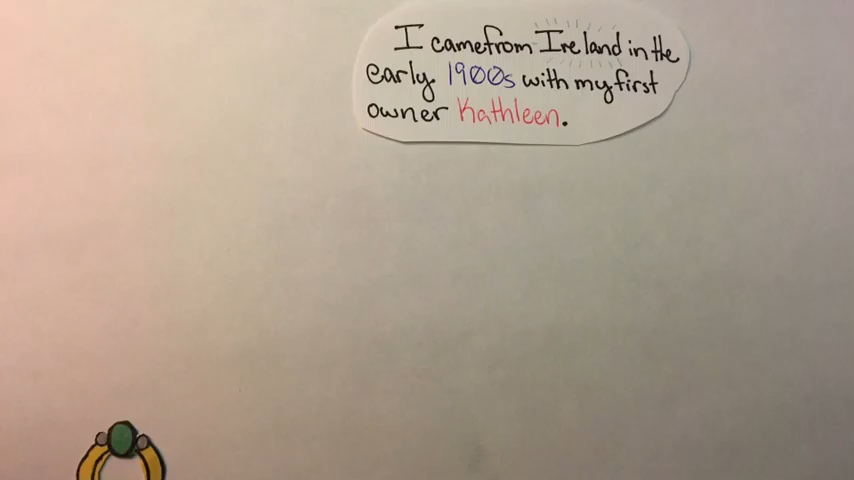 I came from Ireland in the
early 1900s with my first
owner Kathleen.